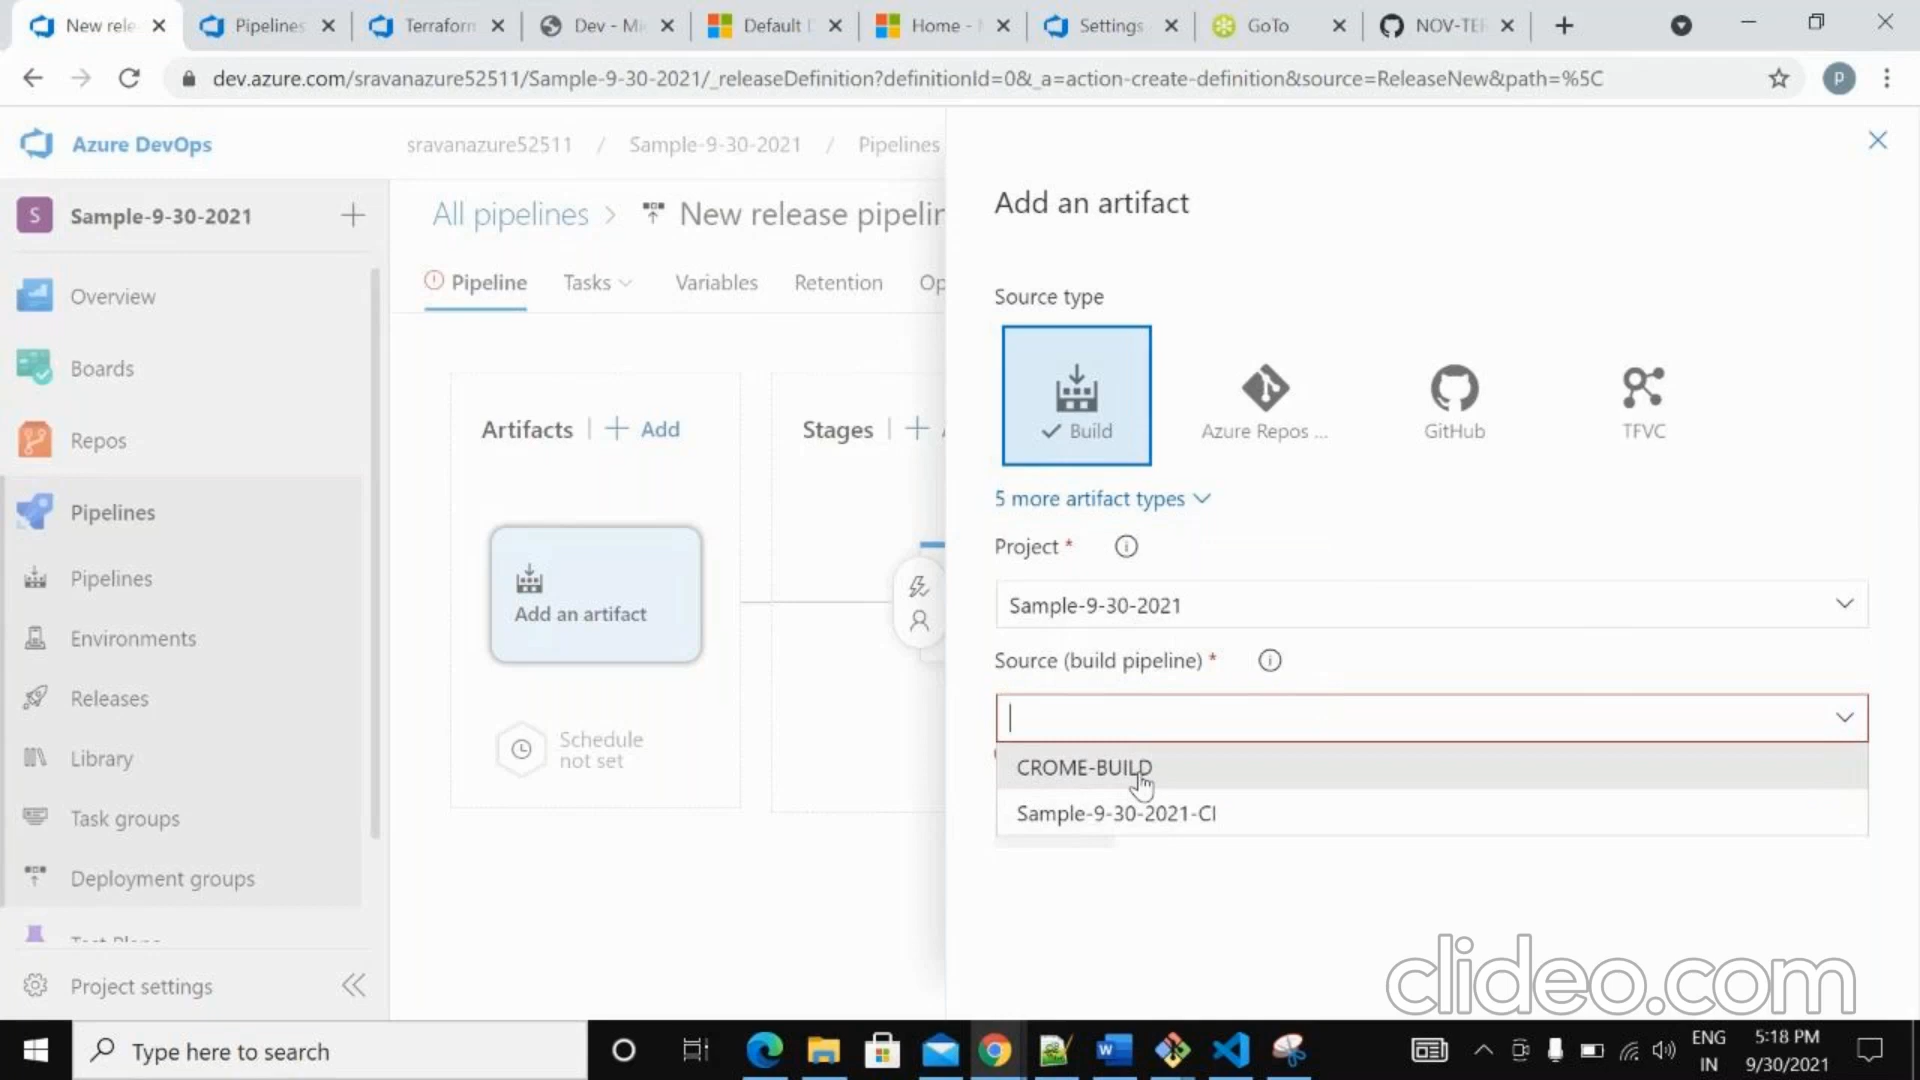 New rele
Pipelines
Terraform
Dev - Mi
Default
Home -
Settings
GoTo
NOV-TER
dev.azure.com/sravanazure52511/Sample-9-30-2021/_releaseDefinition?definitionId=0&_a=action-create-definition&source=ReleaseNew&path=%5C
P
Azure DevOps
sravanazure52511 / Sample-9-30-2021 / Pipelines
S Sample-9-30-2021
Overview
Boards
Repos
Pipelines
Pipelines
Environments
Releases
Library
Task groups
Deployment groups
Test Plans
Project settings
All pipelines > New release pipelin
Pipeline Tasks Variables Retention Op
Artifacts | + Add
Stages | +
Add an artifact
Schedule
not set
Add an artifact
Source type
Build
Azure Repos ...
GitHub
TFVC
5 more artifact types
Project *
Sample-9-30-2021
Source (build pipeline) *
CROME-BUILD
Sample-9-30-2021-CI
clideo.com
Type here to search
ENG
IN
5:18 PM
9/30/2021